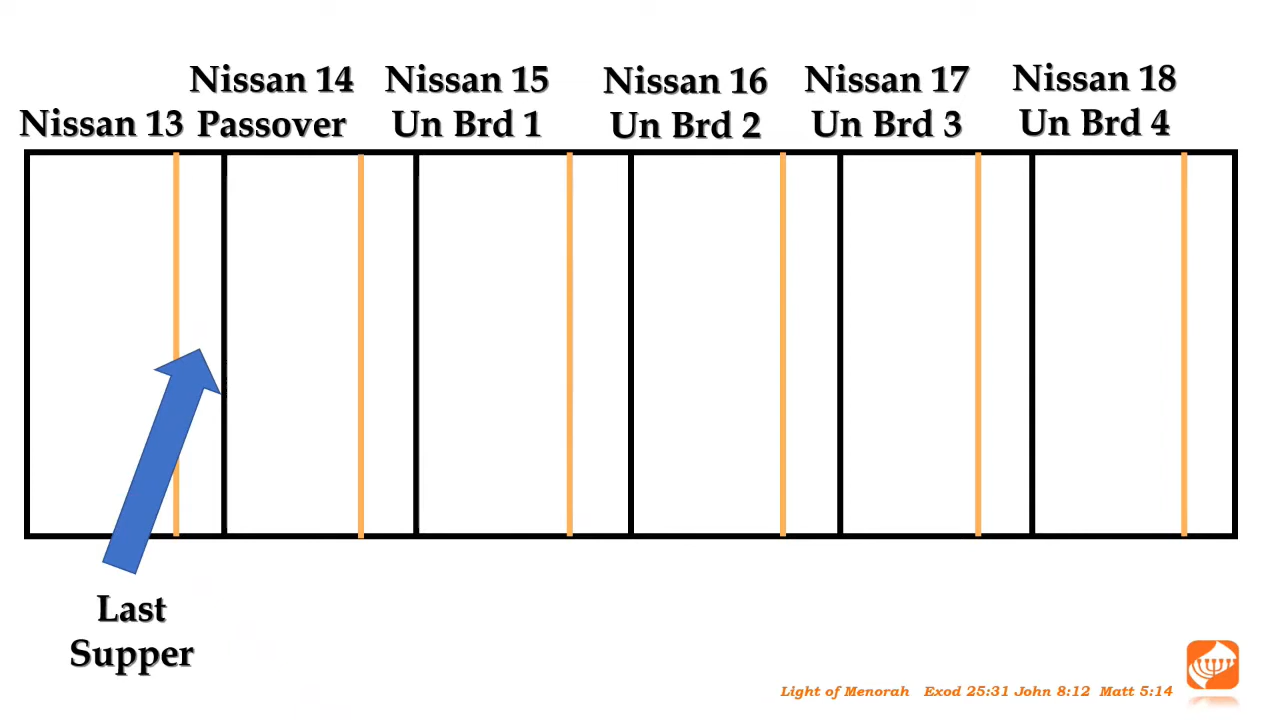 Nissan 13
Nissan 14
Passover
Nissan 15
Un Brd 1
Nissan 16
Un Brd 2
Nissan 17
Un Brd 3
Nissan 18
Un Brd 4
Last
Supper
Light of Menorah Exod 25:31 John 8:12 Matt 5:14